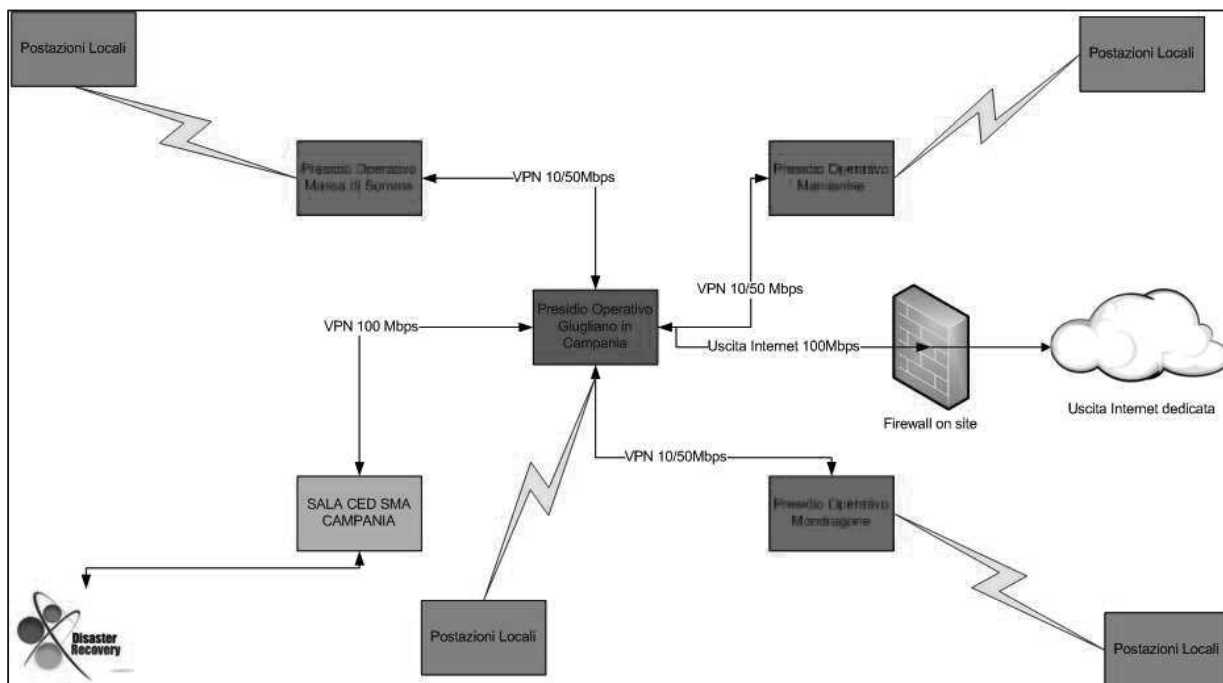 Postazioni Locali
Postazioni Locali
Presidio Operativo
Massa di Somma
Presidio Operativo
VPN 10/50Mbps
VPN 10/50 Mbps
Presidio Operativo
Giugliano in
Campania
VPN 100 Mbps
Uscita Internet 100Mbps
Firewall on site
Uscita Internet dedicata
VPN 10/50Mbps
SALA CED SMA
CAMPANIA
Presidio Operativo
Mondragone
Disaster
Recovery
Postazioni Locali
Postazioni Locali